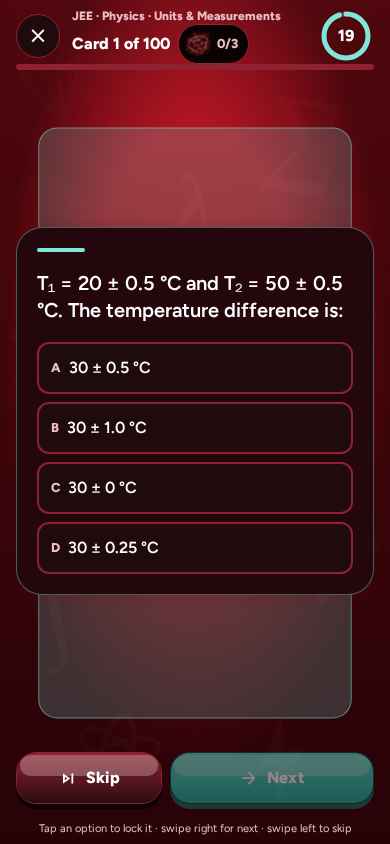 JEE · Physics · Units & Measurements
Card 1 of 100
0/3
19
T₁ = 20 ± 0.5 °C and T₂ = 50 ± 0.5
°C. The temperature difference is:
A 30 ± 0.5 °C
B 30 ± 1.0 °C
C 30 ± 0 °C
D 30 ± 0.25 °C
Skip
Next
Tap an option to lock it · swipe right for next · swipe left to skip